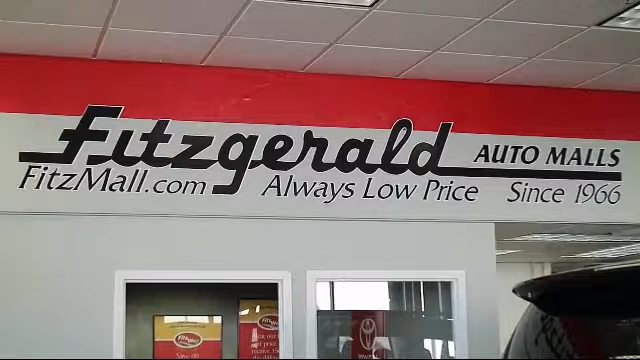 Fitzgerald AUTO MALLS
FitzMall.com Always Low Price Since 1966